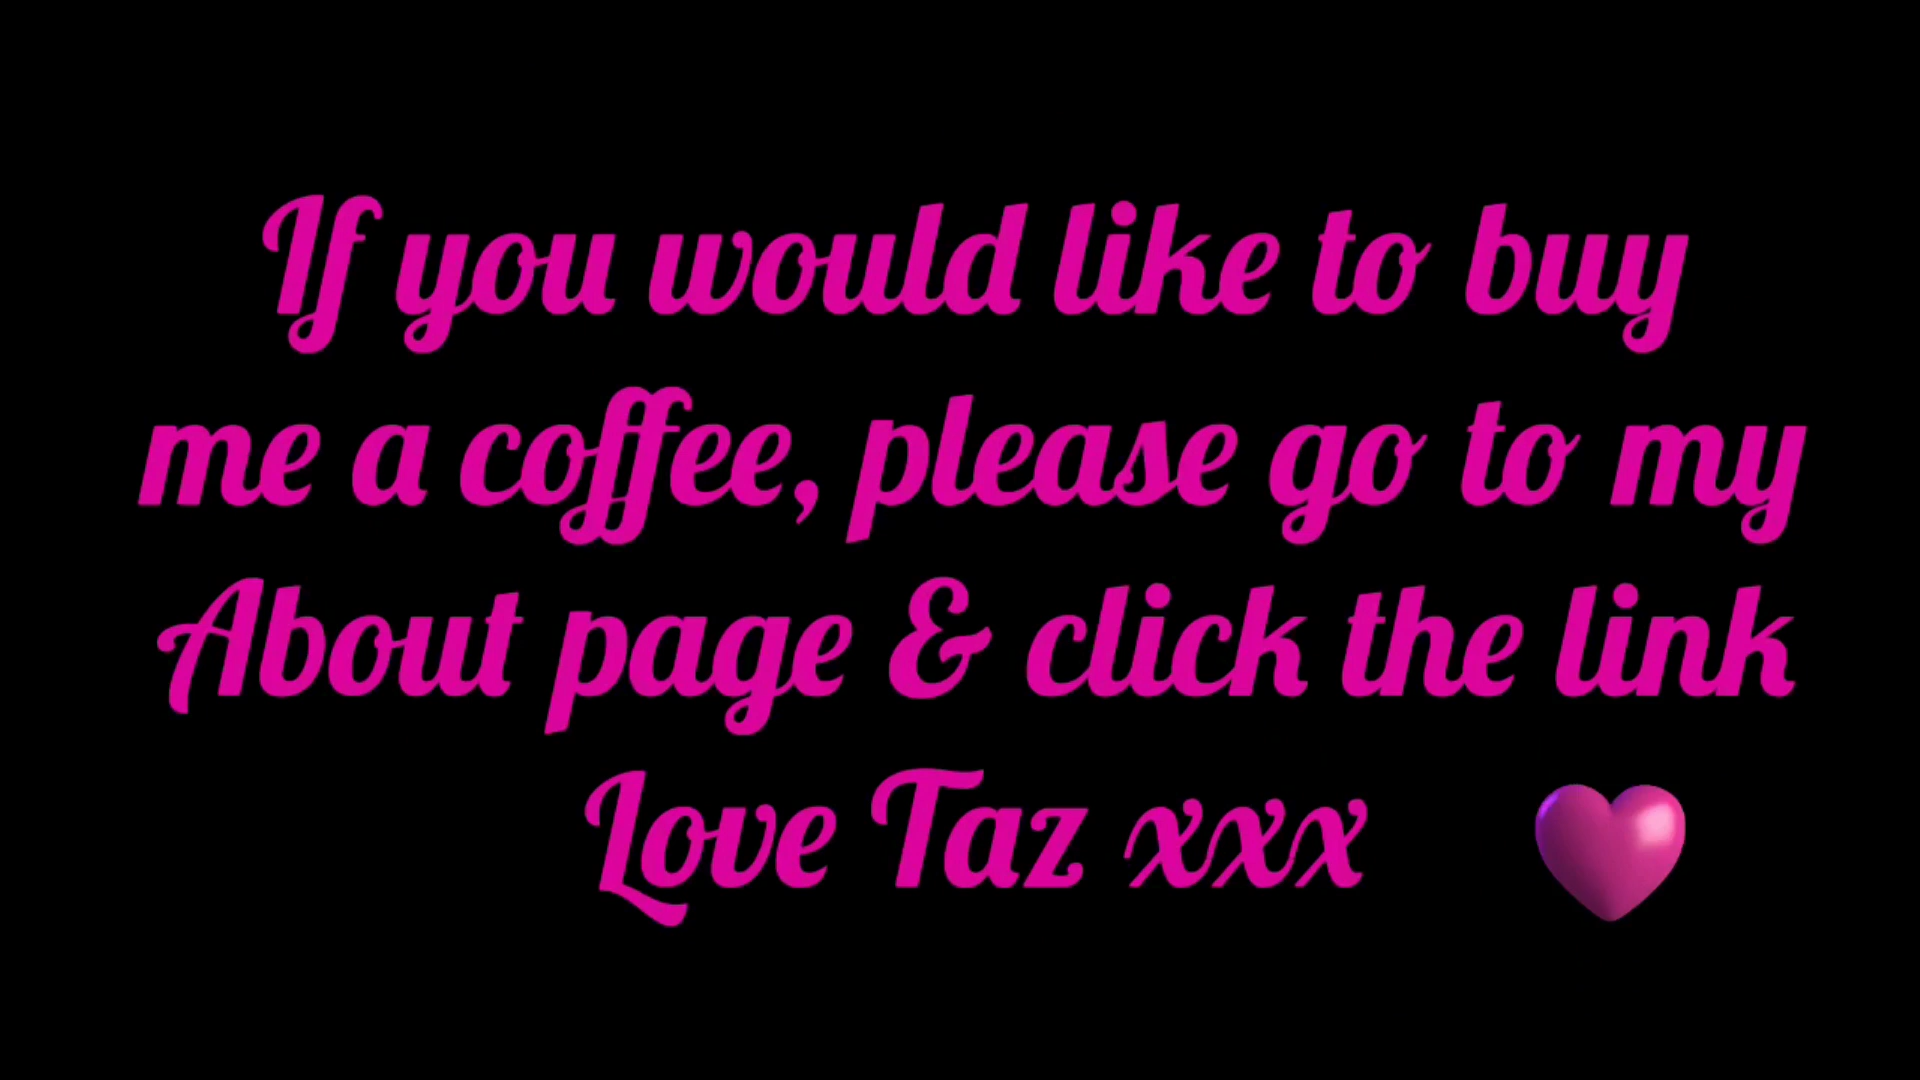 If you would like to buy
me a coffee, please go to my
About page & click the link
Love Taz xxx